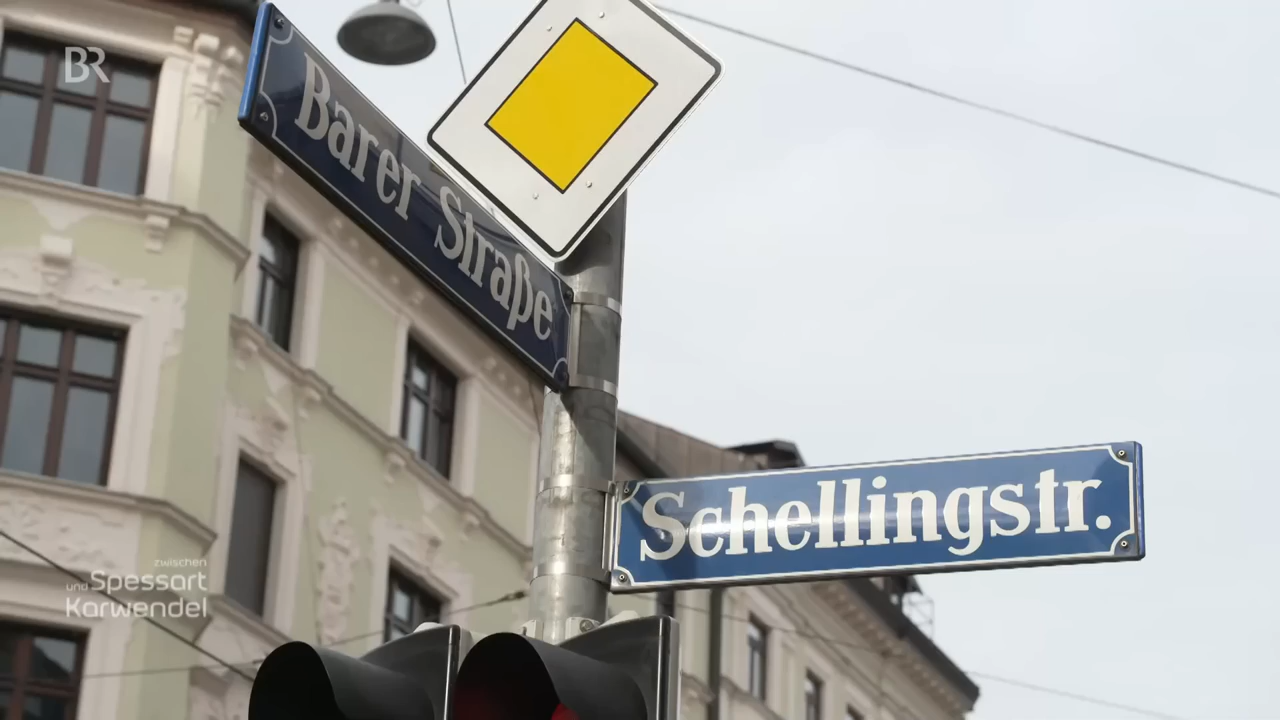 BR
Barer Straße
Schellingstr.
zwischen
und Spessart
Karwendel